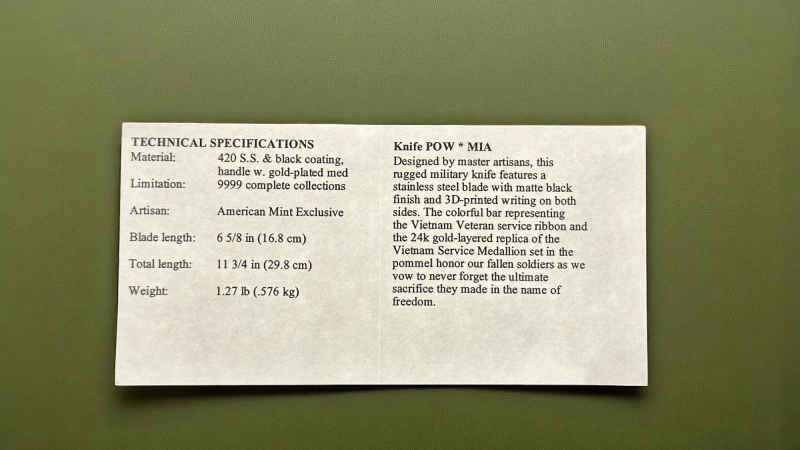 TECHNICAL SPECIFICATIONS
Material: 420 S.S. & black coating,
handle w. gold-plated med
Limitation: 9999 complete collections
Artisan: American Mint Exclusive
Blade length: 6 5/8 in (16.8 cm)
Total length: 11 3/4 in (29.8 cm)
Weight: 1.27 lb (.576 kg)
Knife POW * MIA
Designed by master artisans, this
rugged military knife features a
stainless steel blade with matte black
finish and 3D-printed writing on both
sides. The colorful bar representing
the Vietnam Veteran service ribbon and
the 24k gold-layered replica of the
Vietnam Service Medallion set in the
pommel honor our fallen soldiers as we
vow to never forget the ultimate
sacrifice they made in the name of
freedom.